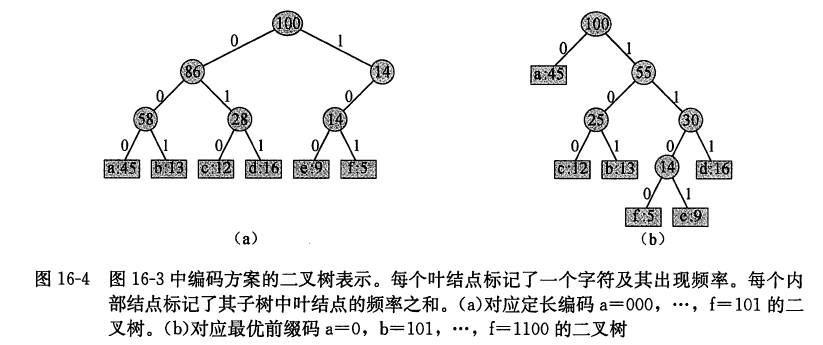 100 100
0 1 0 1
86 14 a:45 55
0 1 0 0 1
58 28 14 25 30
0 1 0 1 0 1 0 1 0 1
a:45 b:13 c:12 d:16 e:9 f:5 c:12 b:13 14 d:16
0 1
f:5 e:9
(a) (b)
图 16-4 图 16-3 中编码方案的二叉树表示。每个叶结点标记了一个字符及其出现频率。每个内
部结点标记了其子树中叶结点的频率之和。(a)对应定长编码 a=000, …, f=101 的二
叉树。(b)对应最优前缀码 a=0, b=101, …, f=1100 的二叉树